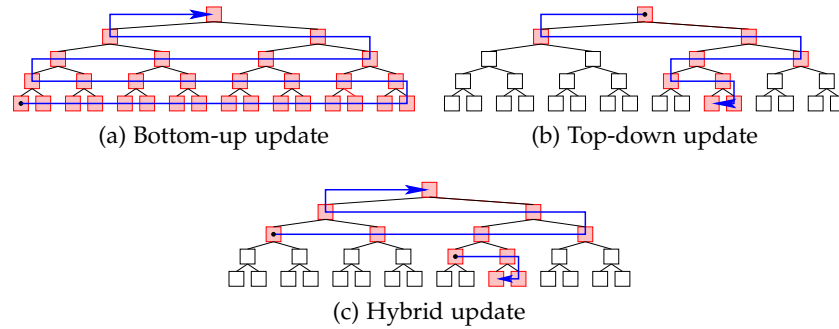 (a) Bottom-up update
(b) Top-down update
(c) Hybrid update